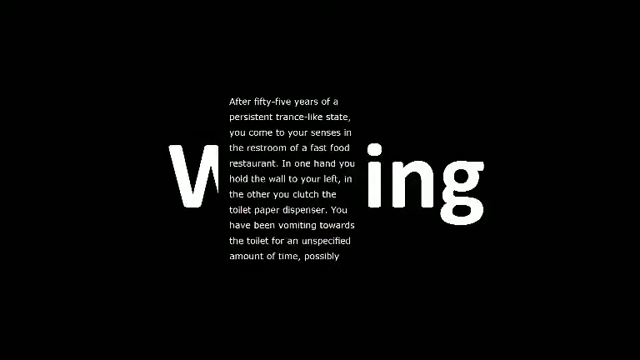 W ing
After fifty-five years of a
persistent trance-like state,
you come to your senses in
the restroom of a fast food
restaurant. In one hand you
hold the wall to your left, in
the other you clutch the
toilet paper dispenser. You
have been vomiting towards
the toilet for an unspecified
amount of time, possibly